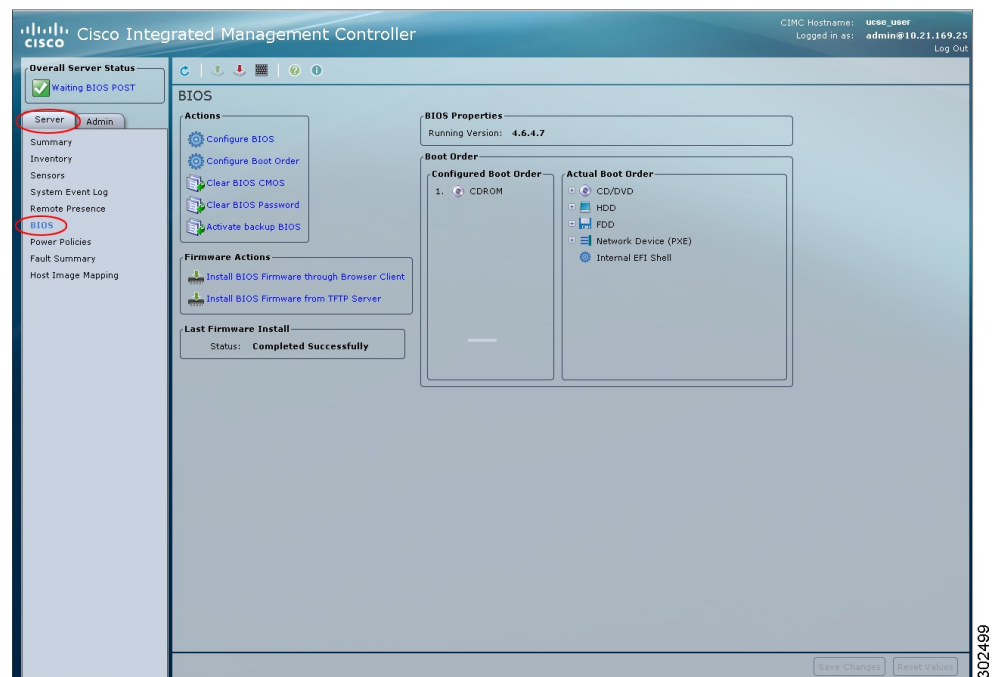 CISCO
Cisco Integrated Management Controller
CIMC Hostname: ucse_user
Logged in as: admin@10.21.169.25
Log Out
Overall Server Status
Waiting BIOS POST
Server
Admin
Summary
Inventory
Sensors
System Event Log
Remote Presence
BIOS
Power Policies
Fault Summary
Host Image Mapping
BIOS
Actions
Configure BIOS
Configure Boot Order
Clear BIOS CMOS
Clear BIOS Password
Activate backup BIOS
Firmware Actions
Install BIOS Firmware through Browser Client
Install BIOS Firmware from TFTP Server
Last Firmware Install
Status: Completed Successfully
BIOS Properties
Running Version: 4.6.4.7
Boot Order
Configured Boot Order
1. CDROM
Actual Boot Order
CD/DVD
HDD
FDD
Network Device (PXE)
Internal EFI Shell
Save Changes
Reset Values
302499